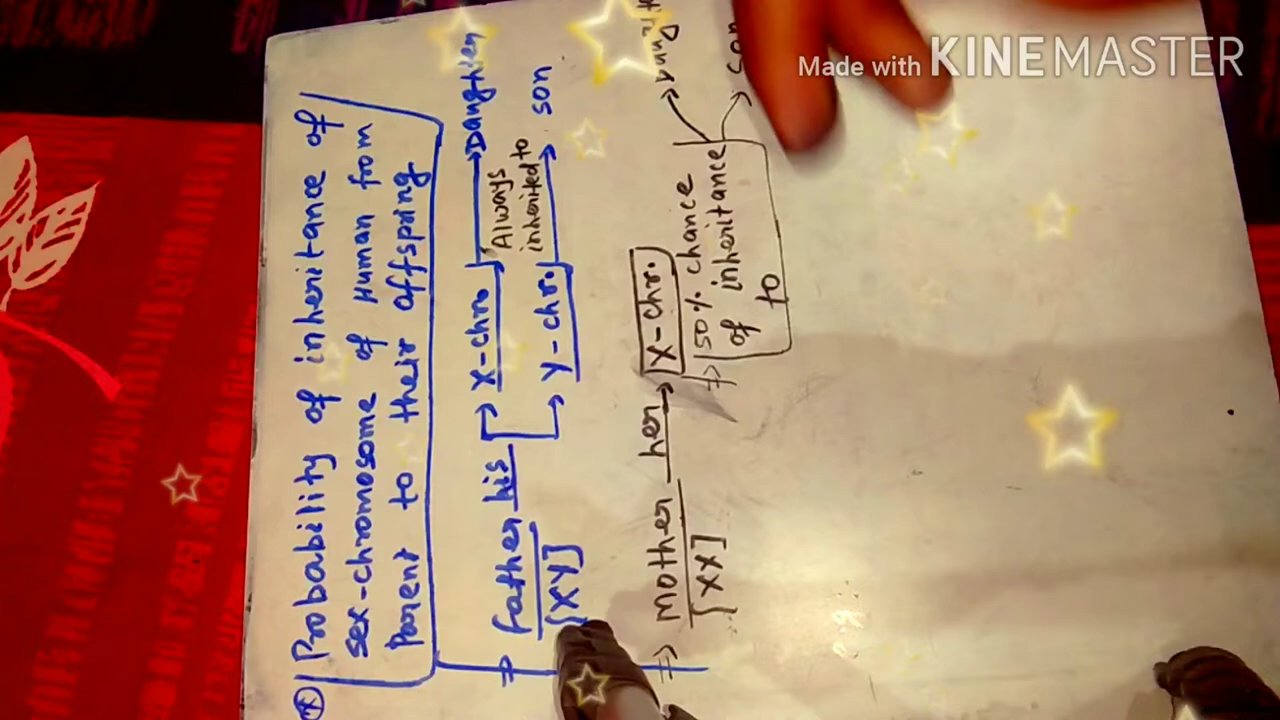 Made with KINEMASTER
* Probability of inheritance of
sex-chromosome of Human from
Parent to their offspring
⇒ Father his → X-chro → Daughter
[XY] → Y-chr. → son
Always
inherited to
⇒ Mother her → X-chr.
[XX]
⇒ 50% chance
of inheritance
to